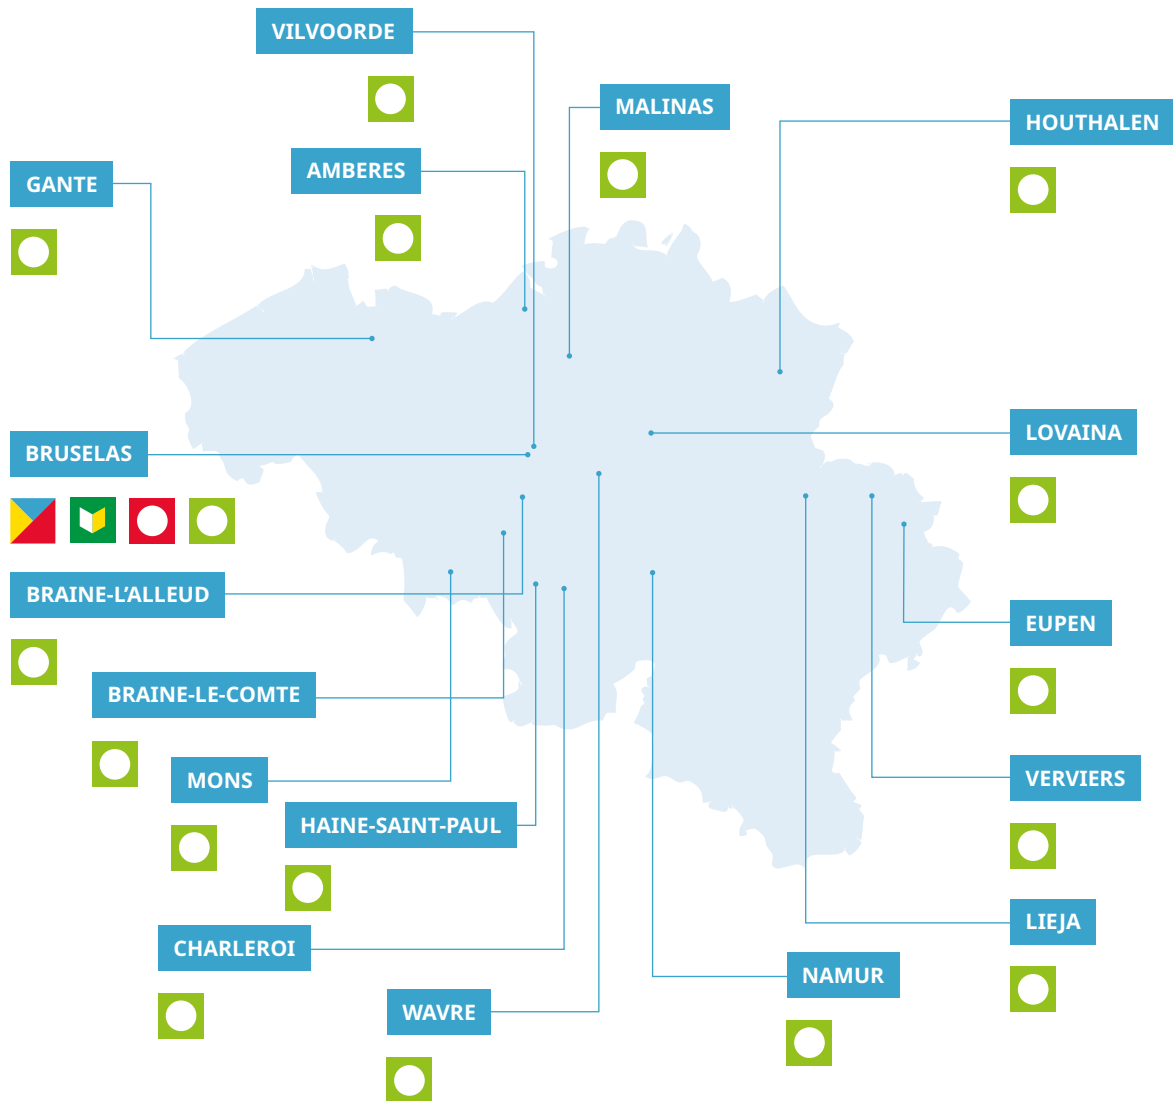 VILVOORDE
MALINAS
HOUTHALEN
AMBERES
GANTE
LOVAINA
BRUSELAS
BRAINE-L’ALLEUD
EUPEN
BRAINE-LE-COMTE
MONS
VERVIERS
HAINE-SAINT-PAUL
LIEJA
CHARLEROI
NAMUR
WAVRE